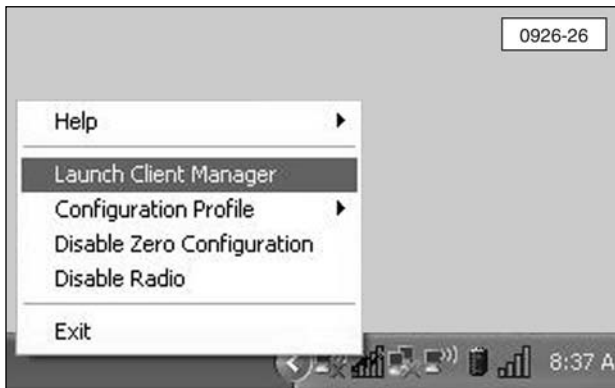 0926-26
Help
Launch Client Manager
Configuration Profile
Disable Zero Configuration
Disable Radio
Exit
8:37 A